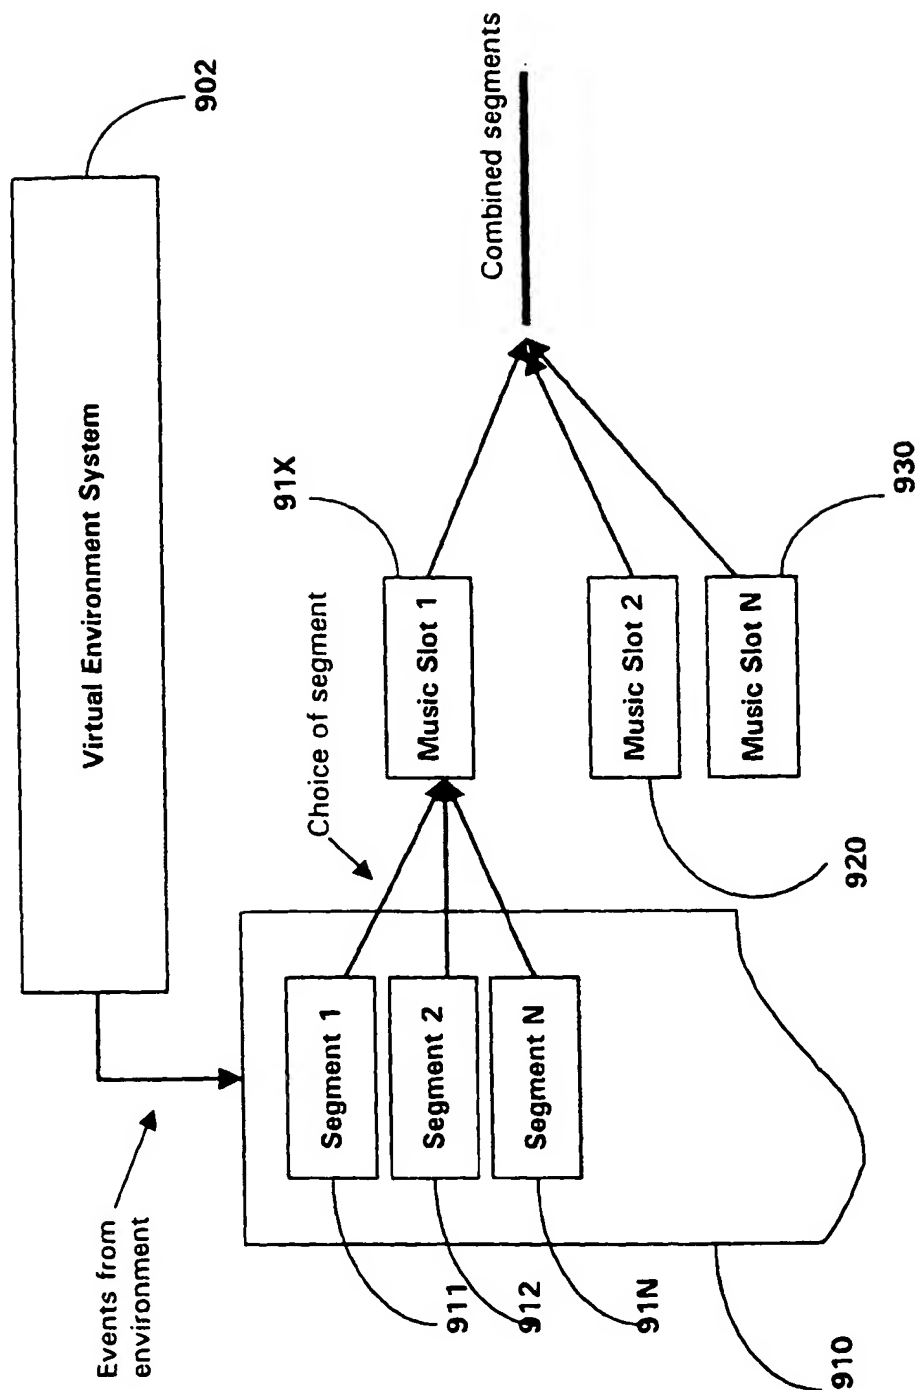 902
Virtual Environment System
Events from
environment
Combined segments
91X
Choice of segment
Music Slot 1
Music Slot 2
Music Slot N
930
920
Segment 1
Segment 2
Segment N
911
912
91N
910